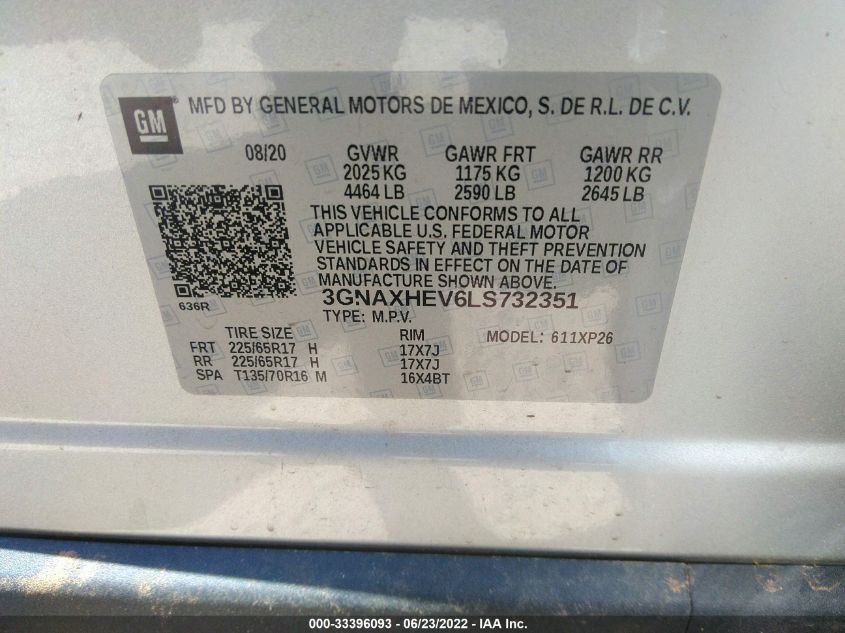 GM
MFD BY GENERAL MOTORS DE MEXICO, S. DE R.L. DE C.V.
08/20 GVWR GAWR FRT GAWR RR
2025 KG 1175 KG 1200 KG
4464 LB 2590 LB 2645 LB
THIS VEHICLE CONFORMS TO ALL
APPLICABLE U.S. FEDERAL MOTOR
VEHICLE SAFETY AND THEFT PREVENTION
STANDARDS IN EFFECT ON THE DATE OF
MANUFACTURE SHOWN ABOVE.
636R
3GNAXHEV6LS732351
TYPE: M.P.V.
TIRE SIZE RIM MODEL: 611XP26
FRT 225/65R17 H 17X7J
RR 225/65R17 H 17X7J
SPA T135/70R16 M 16X4BT
000-33396093 - 06/23/2022 - IAA Inc.